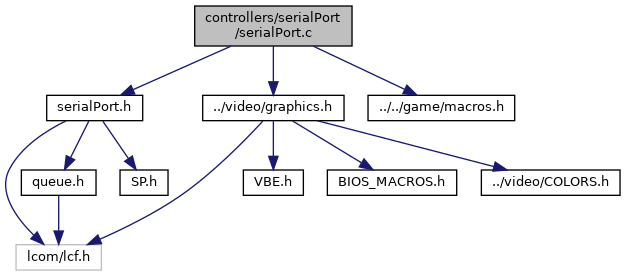 controllers/serialPort
/serialPort.c
serialPort.h
../video/graphics.h
../../game/macros.h
queue.h
SP.h
VBE.h
BIOS_MACROS.h
../video/COLORS.h
lcom/lcf.h